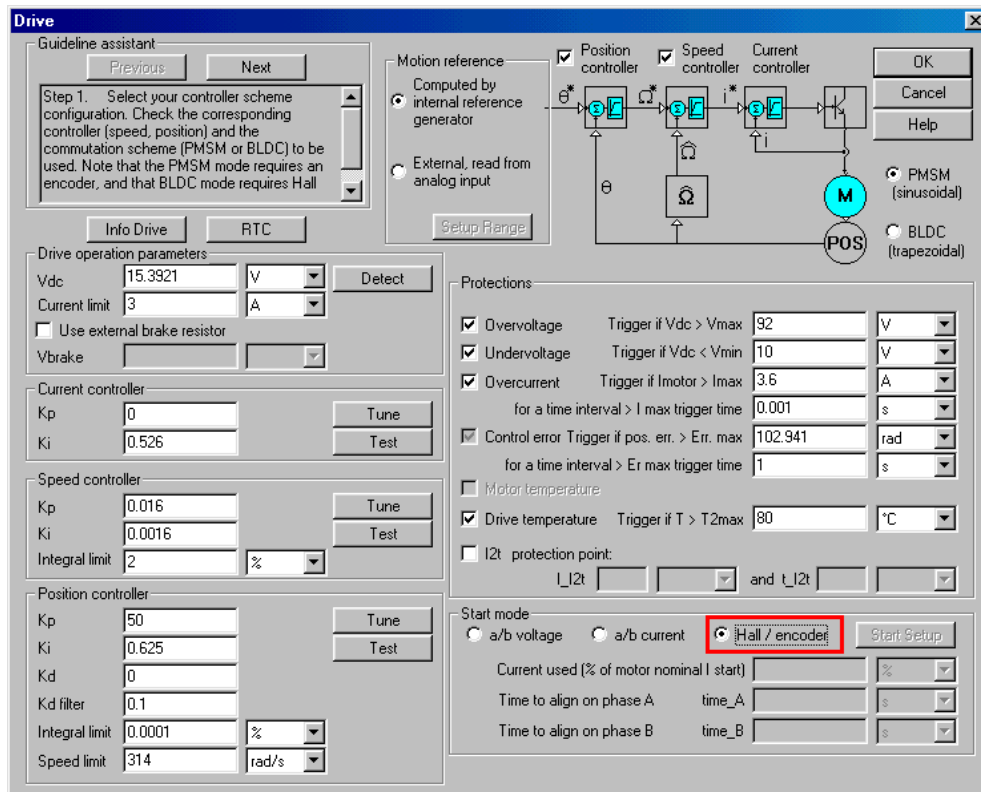 Drive
Guideline assistant
Previous
Next
Step 1. Select your controller scheme
configuration. Check the corresponding
controller (speed, position) and the
commutation scheme (PMSM or BLDC) to be
used. Note that the PMSM mode requires an
encoder, and that BLDC mode requires Hall
Info Drive
RTC
Motion reference
Computed by
internal reference
generator
External, read from
analog input
Setup Range
Position
controller
Speed
controller
Current
controller
θ*
Ω*
i*
Σ
Σ
Σ
i
Ω̂
θ
Ω̂
M
POS
OK
Cancel
Help
PMSM
(sinusoidal)
BLDC
(trapezoidal)
Drive operation parameters
Vdc 15.3921 V Detect
Current limit 3 A
Use external brake resistor
Vbrake
Current controller
Kp 0 Tune
Ki 0.526 Test
Speed controller
Kp 0.016 Tune
Ki 0.0016 Test
Integral limit 2 %
Position controller
Kp 50 Tune
Ki 0.625 Test
Kd 0
Kd filter 0.1
Integral limit 0.0001 %
Speed limit 314 rad/s
Protections
Overvoltage Trigger if Vdc > Vmax 92 V
Undervoltage Trigger if Vdc < Vmin 10 V
Overcurrent Trigger if Imotor > Imax 3.6 A
for a time interval > I max trigger time 0.001 s
Control error Trigger if pos. err. > Err. max 102.941 rad
for a time interval > Er max trigger time 1 s
Motor temperature
Drive temperature Trigger if T > T2max 80 °C
I2t protection point:
I_I2t and t_I2t
Start mode
a/b voltage a/b current Hall / encoder Start Setup
Current used (% of motor nominal I start) %
Time to align on phase A time_A s
Time to align on phase B time_B s